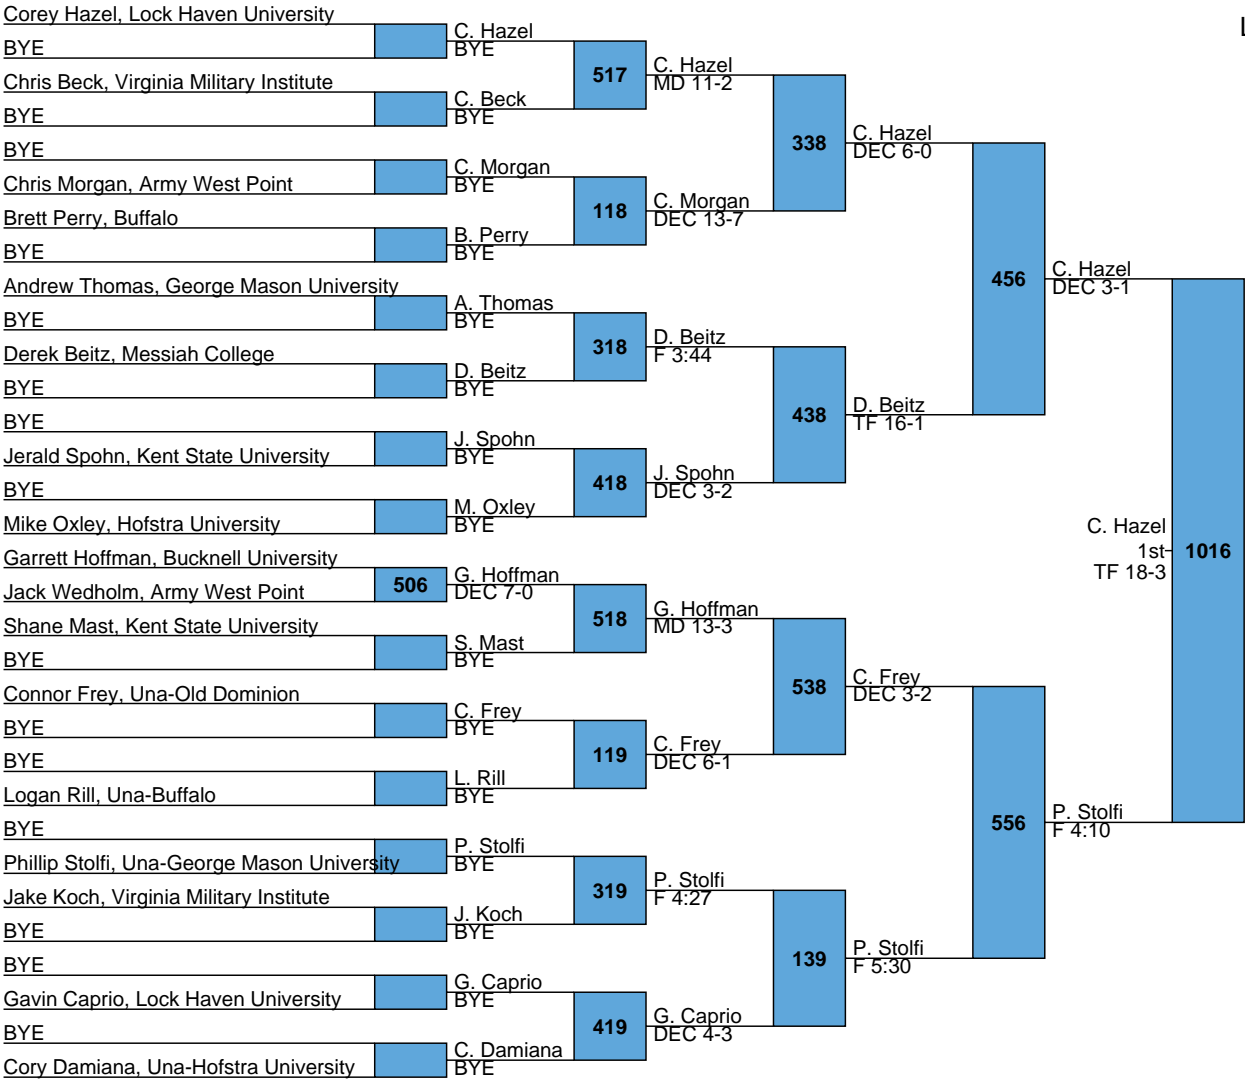 Corey Hazel, Lock Haven University
BYE
Chris Beck, Virginia Military Institute
BYE
BYE
Chris Morgan, Army West Point
Brett Perry, Buffalo
BYE
Andrew Thomas, George Mason University
BYE
Derek Beitz, Messiah College
BYE
BYE
Jerald Spohn, Kent State University
BYE
Mike Oxley, Hofstra University
Garrett Hoffman, Bucknell University
Jack Wedholm, Army West Point
Shane Mast, Kent State University
BYE
Connor Frey, Una-Old Dominion
BYE
BYE
Logan Rill, Una-Buffalo
BYE
Phillip Stolfi, Una-George Mason University
Jake Koch, Virginia Military Institute
BYE
BYE
Gavin Caprio, Lock Haven University
BYE
Cory Damiana, Una-Hofstra University
506
C. Hazel
BYE
C. Beck
BYE
C. Morgan
BYE
B. Perry
BYE
A. Thomas
BYE
D. Beitz
BYE
J. Spohn
BYE
M. Oxley
BYE
G. Hoffman
DEC 7-0
S. Mast
BYE
C. Frey
BYE
L. Rill
BYE
P. Stolfi
BYE
J. Koch
BYE
G. Caprio
BYE
C. Damiana
BYE
517
118
318
418
518
119
319
419
C. Hazel
MD 11-2
C. Morgan
DEC 13-7
D. Beitz
F 3:44
J. Spohn
DEC 3-2
G. Hoffman
MD 13-3
C. Frey
DEC 6-1
P. Stolfi
F 4:27
G. Caprio
DEC 4-3
338
438
538
139
C. Hazel
DEC 6-0
D. Beitz
TF 16-1
C. Frey
DEC 3-2
P. Stolfi
F 5:30
456
556
C. Hazel
DEC 3-1
P. Stolfi
F 4:10
C. Hazel
1st
TF 18-3
1016